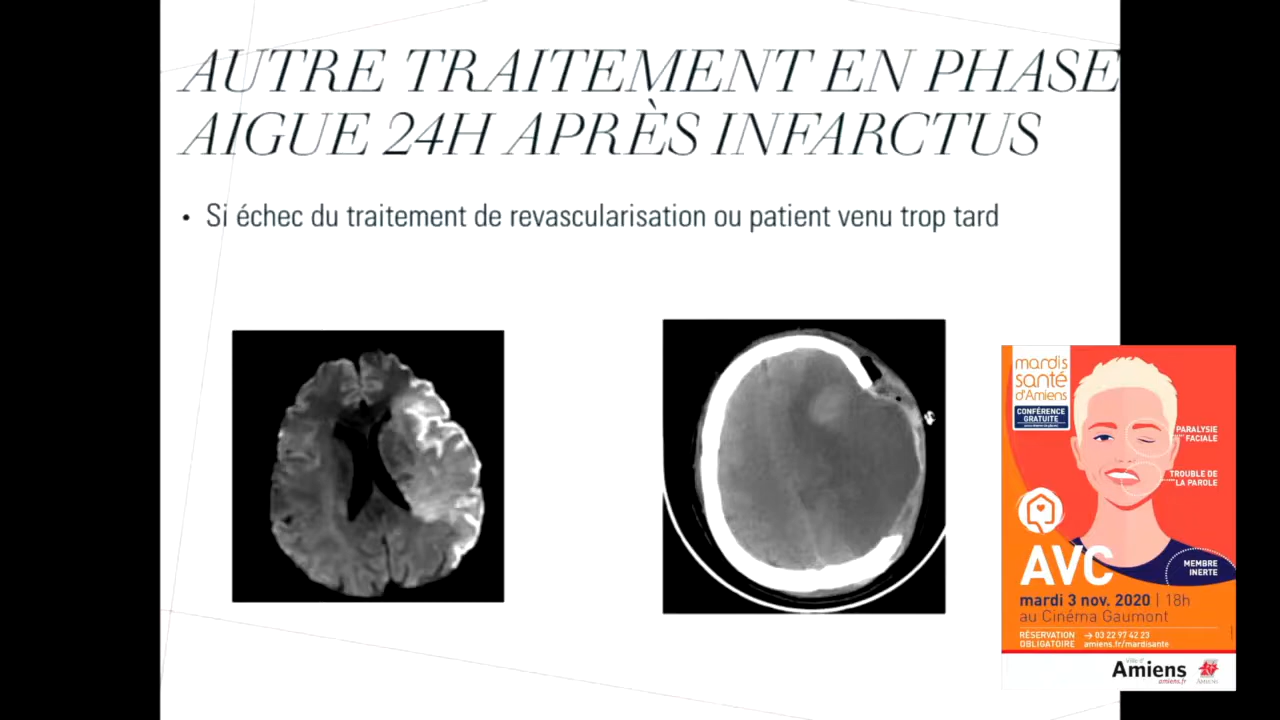 AUTRE TRAITEMENT EN PHASE
AIGUE 24H APRÈS INFARCTUS
• Si échec du traitement de revascularisation ou patient venu trop tard
mardis
santé
d'Amiens
CONFÉRENCE
GRATUITE
PARALYSIE
FACIALE
TROUBLE DE
LA PAROLE
AVC
MEMBRE
INERTE
mardi 3 nov. 2020 | 18h
au Cinéma Gaumont
RÉSERVATION → 03 22 97 42 23
OBLIGATOIRE amiens.fr/mardisante
Ville d'
Amiens
amiens.fr